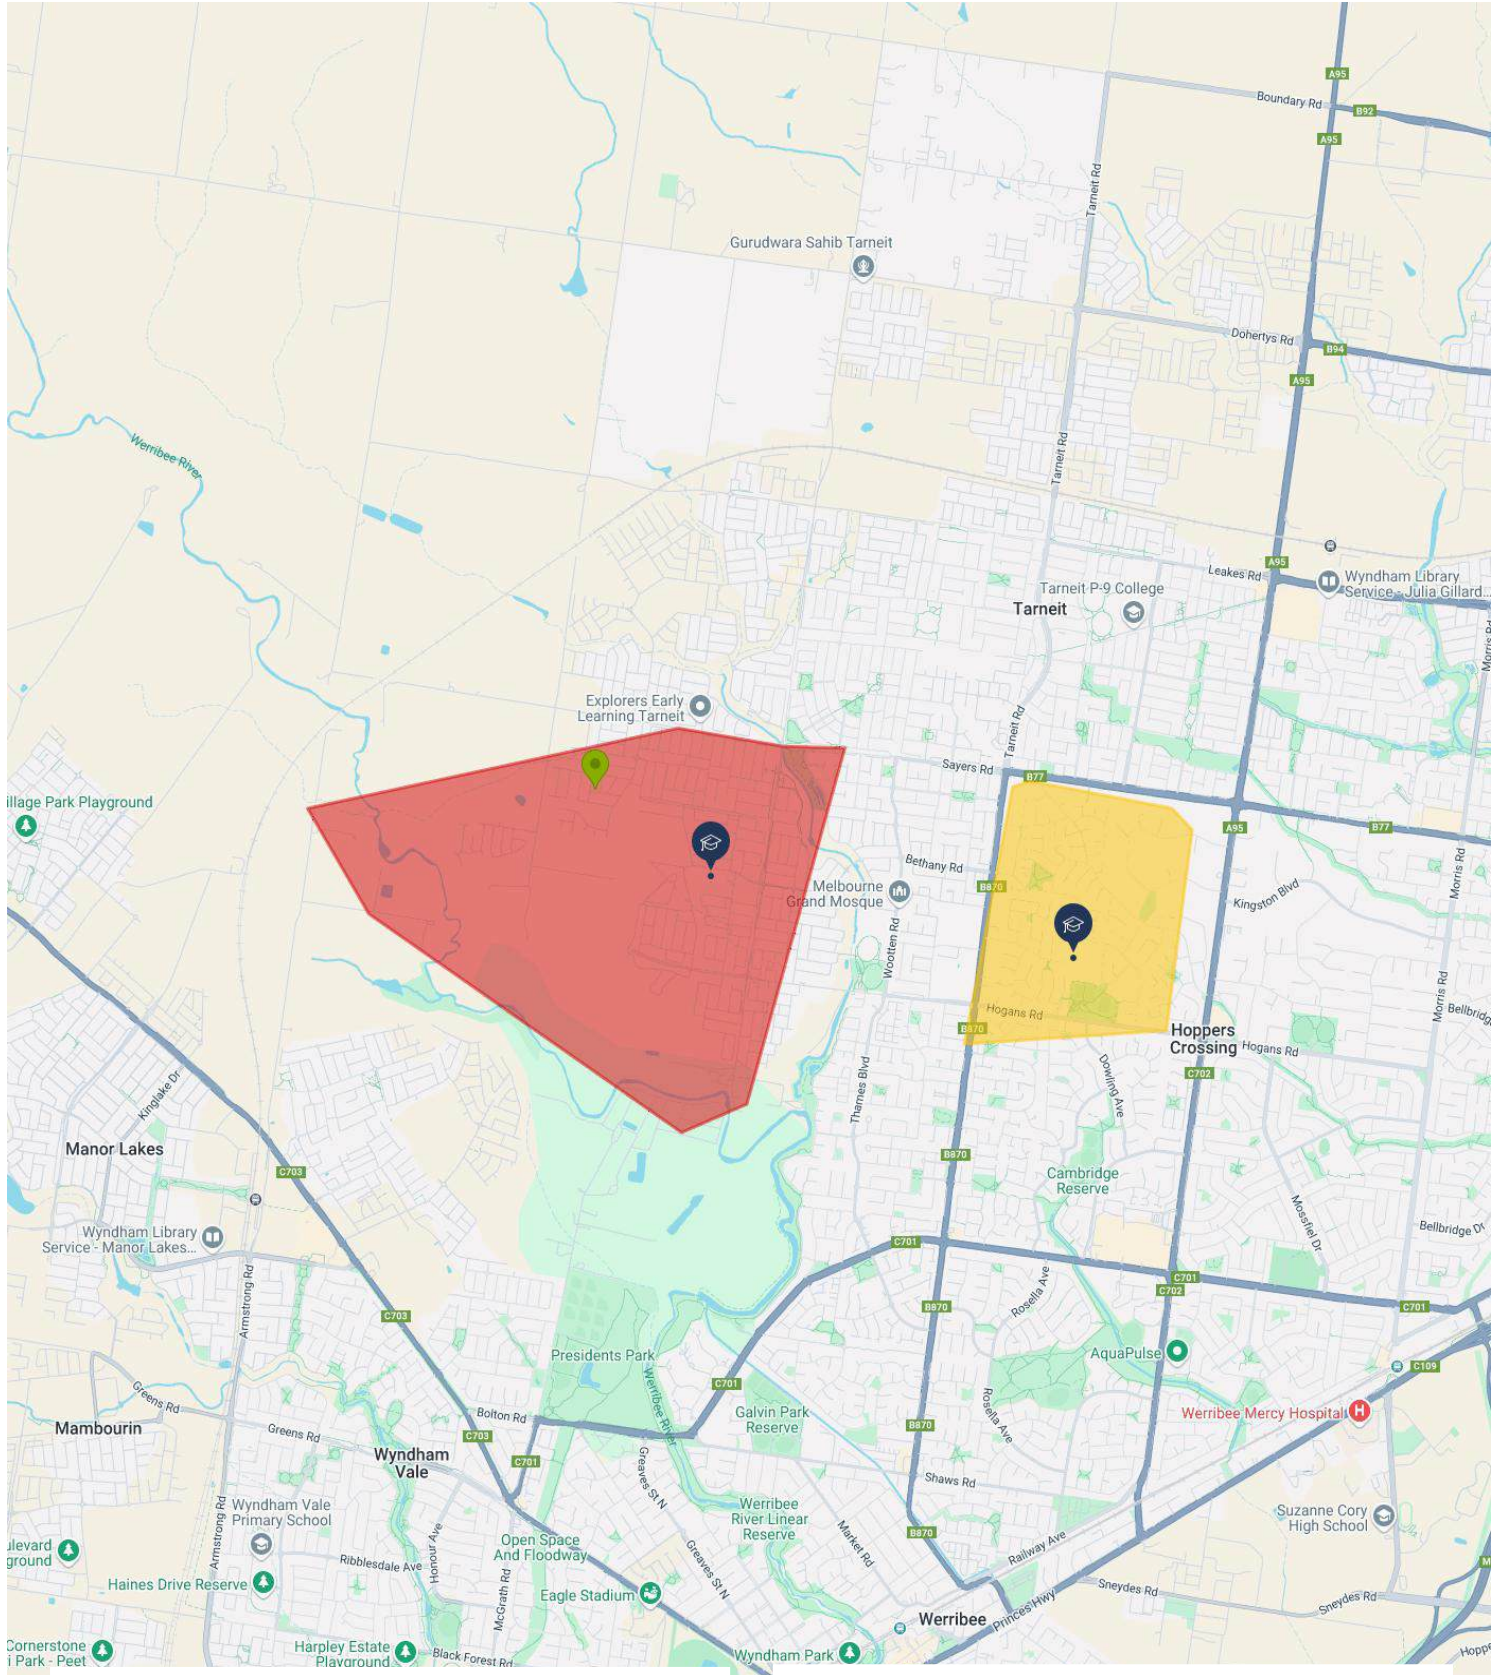 A95
Boundary Rd
B92
A95
Tarneit Rd
Gurudwara Sahib Tarneit
Dohertys Rd
B94
A95
Werribee River
Tarneit Rd
A95
Leakes Rd
Wyndham Library
Service - Julia Gillard...
Tarneit P-9 College
Tarneit
Morris Rd
Explorers Early
Learning Tarneit
Tarneit Rd
Sayers Rd
B77
illage Park Playground
A95
B77
Bethany Rd
B870
Melbourne
Grand Mosque
Kingston Blvd
Morris Rd
Wootten Rd
Morris Rd
Hogans Rd
Bellbridge
B870
Hoppers
Crossing
Hogans Rd
C702
Kinglake Dr
Thames Blvd
Dowling Ave
Manor Lakes
B870
C703
Cambridge
Reserve
Mossfiel Dr
Bellbridge Dr
Wyndham Library
Service - Manor Lakes...
C701
Armstrong Rd
C701
C702
Rosella Ave
B870
C701
C703
AquaPulse
Presidents Park
C109
Werribee River
C701
Greens Rd
Rosella Ave
Galvin Park
Reserve
Werribee Mercy Hospital
Bolton Rd
Mambourin
Greens Rd
C703
B870
Wyndham
Vale
C701
Greaves St N
Shaws Rd
Wyndham Vale
Primary School
Werribee
River Linear
Reserve
Suzanne Cory
High School
Armstrong Rd
B870
Market Rd
ulevard
ground
Honour Ave
Open Space
And Floodway
Railway Ave
Ribblesdale Ave
Greaves St N
M
Haines Drive Reserve
McGrath Rd
Eagle Stadium
Sneydes Rd
Sneydes Rd
Princes Hwy
Werribee
Cornerstone
i Park - Peet
Harpley Estate
Playground
Black Forest Rd
Wyndham Park
Hoppe